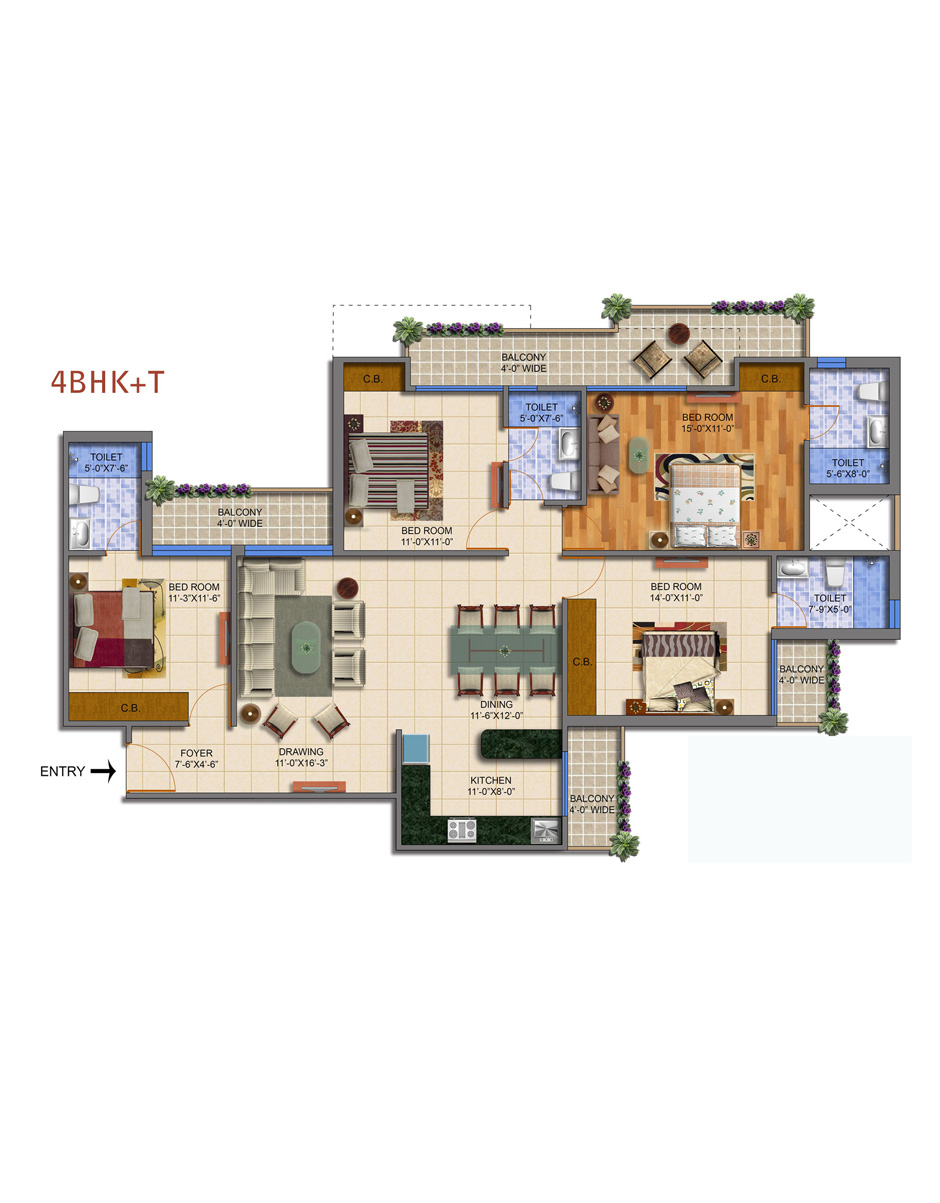 4BHK+T
BALCONY
4'-0" WIDE
C.B.
C.B.
TOILET
5'-0"X7'-6"
BED ROOM
15'-0"X11'-0"
TOILET
5'-6"X8'-0"
TOILET
5'-0"X7'-6"
BALCONY
4'-0" WIDE
BED ROOM
11'-0"X11'-0"
BED ROOM
11'-3"X11'-6"
BED ROOM
14'-0"X11'-0"
TOILET
7'-9"X5'-0"
C.B.
BALCONY
4'-0" WIDE
C.B.
DINING
11'-6"X12'-0"
FOYER
7'-6"X4'-6"
DRAWING
11'-0"X16'-3"
ENTRY
KITCHEN
11'-0"X8'-0"
BALCONY
4'-0" WIDE